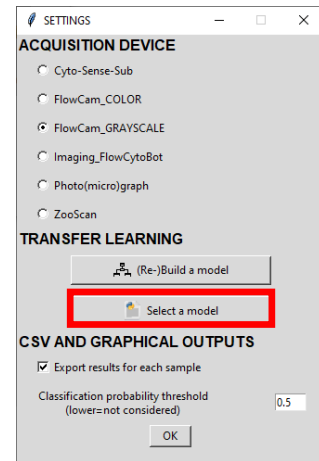 SETTINGS
ACQUISITION DEVICE
Cyto-Sense-Sub
FlowCam_COLOR
FlowCam_GRAYSCALE
Imaging_FlowCytoBot
Photo(micro)graph
ZooScan
TRANSFER LEARNING
(Re-)Build a model
Select a model
CSV AND GRAPHICAL OUTPUTS
Export results for each sample
Classification probability threshold 0.5
(lower=not considered)
OK